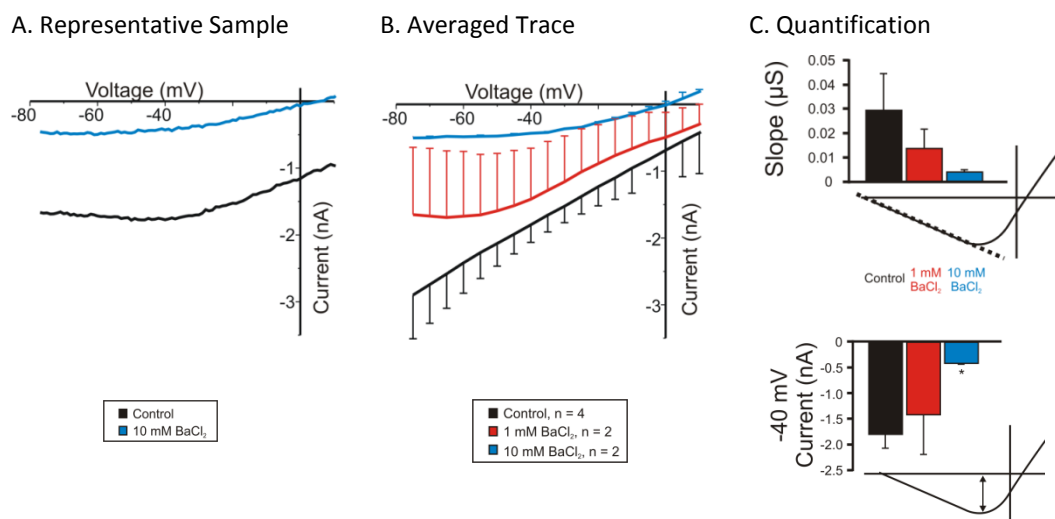 A. Representative Sample
B. Averaged Trace
C. Quantification
Voltage (mV)
-80
-40
-1
-2
-3
Current (nA)
Control
10 mM BaCl₂
Voltage (mV)
-80
-40
0
-1
-2
-3
Current (nA)
Control, n = 4
1 mM BaCl₂, n = 2
10 mM BaCl₂, n = 2
Slope (µS)
0.05
0.04
0.03
0.02
0.01
0
Control
1 mM BaCl₂
10 mM BaCl₂
-40 mV
Current (nA)
0
-0.5
-1.0
-1.5
-2.0
-2.5
*